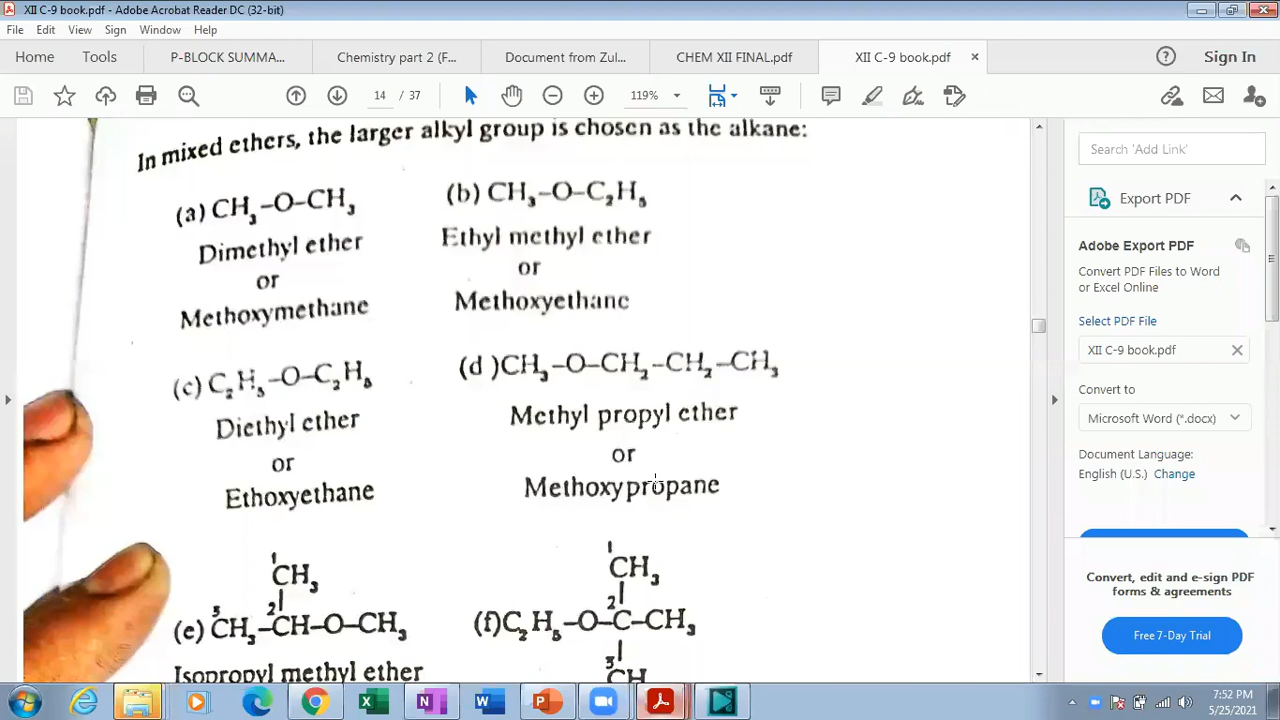 XII C-9 book.pdf - Adobe Acrobat Reader DC (32-bit)
File Edit View Sign Window Help
Home Tools P-BLOCK SUMMA... Chemistry part 2 (F... Document from Zul... CHEM XII FINAL.pdf XII C-9 book.pdf Sign In
14 / 37 119%
In mixed ethers, the larger alkyl group is chosen as the alkane:
(a) CH₃–O–CH₃ (b) CH₃–O–C₂H₅
Dimethyl ether Ethyl methyl ether
or or
Methoxymethane Methoxyethane
(c) C₂H₅–O–C₂H₅ (d )CH₃–O–CH₂–CH₂–CH₃
Diethyl ether Methyl propyl ether
or or
Ethoxyethane Methoxypropane
1 1
CH₃ CH₃
2 2
(e) 3 CH₃–CH–O–CH₃ (f)C₂H₅–O–C–CH₃
3
Isopropyl methyl ether CH
Search 'Add Link'
Export PDF
Adobe Export PDF
Convert PDF Files to Word
or Excel Online
Select PDF File
XII C-9 book.pdf
Convert to
Microsoft Word (*.docx)
Document Language:
English (U.S.) Change
Convert, edit and e-sign PDF
forms & agreements
Free 7-Day Trial
7:52 PM
5/25/2021